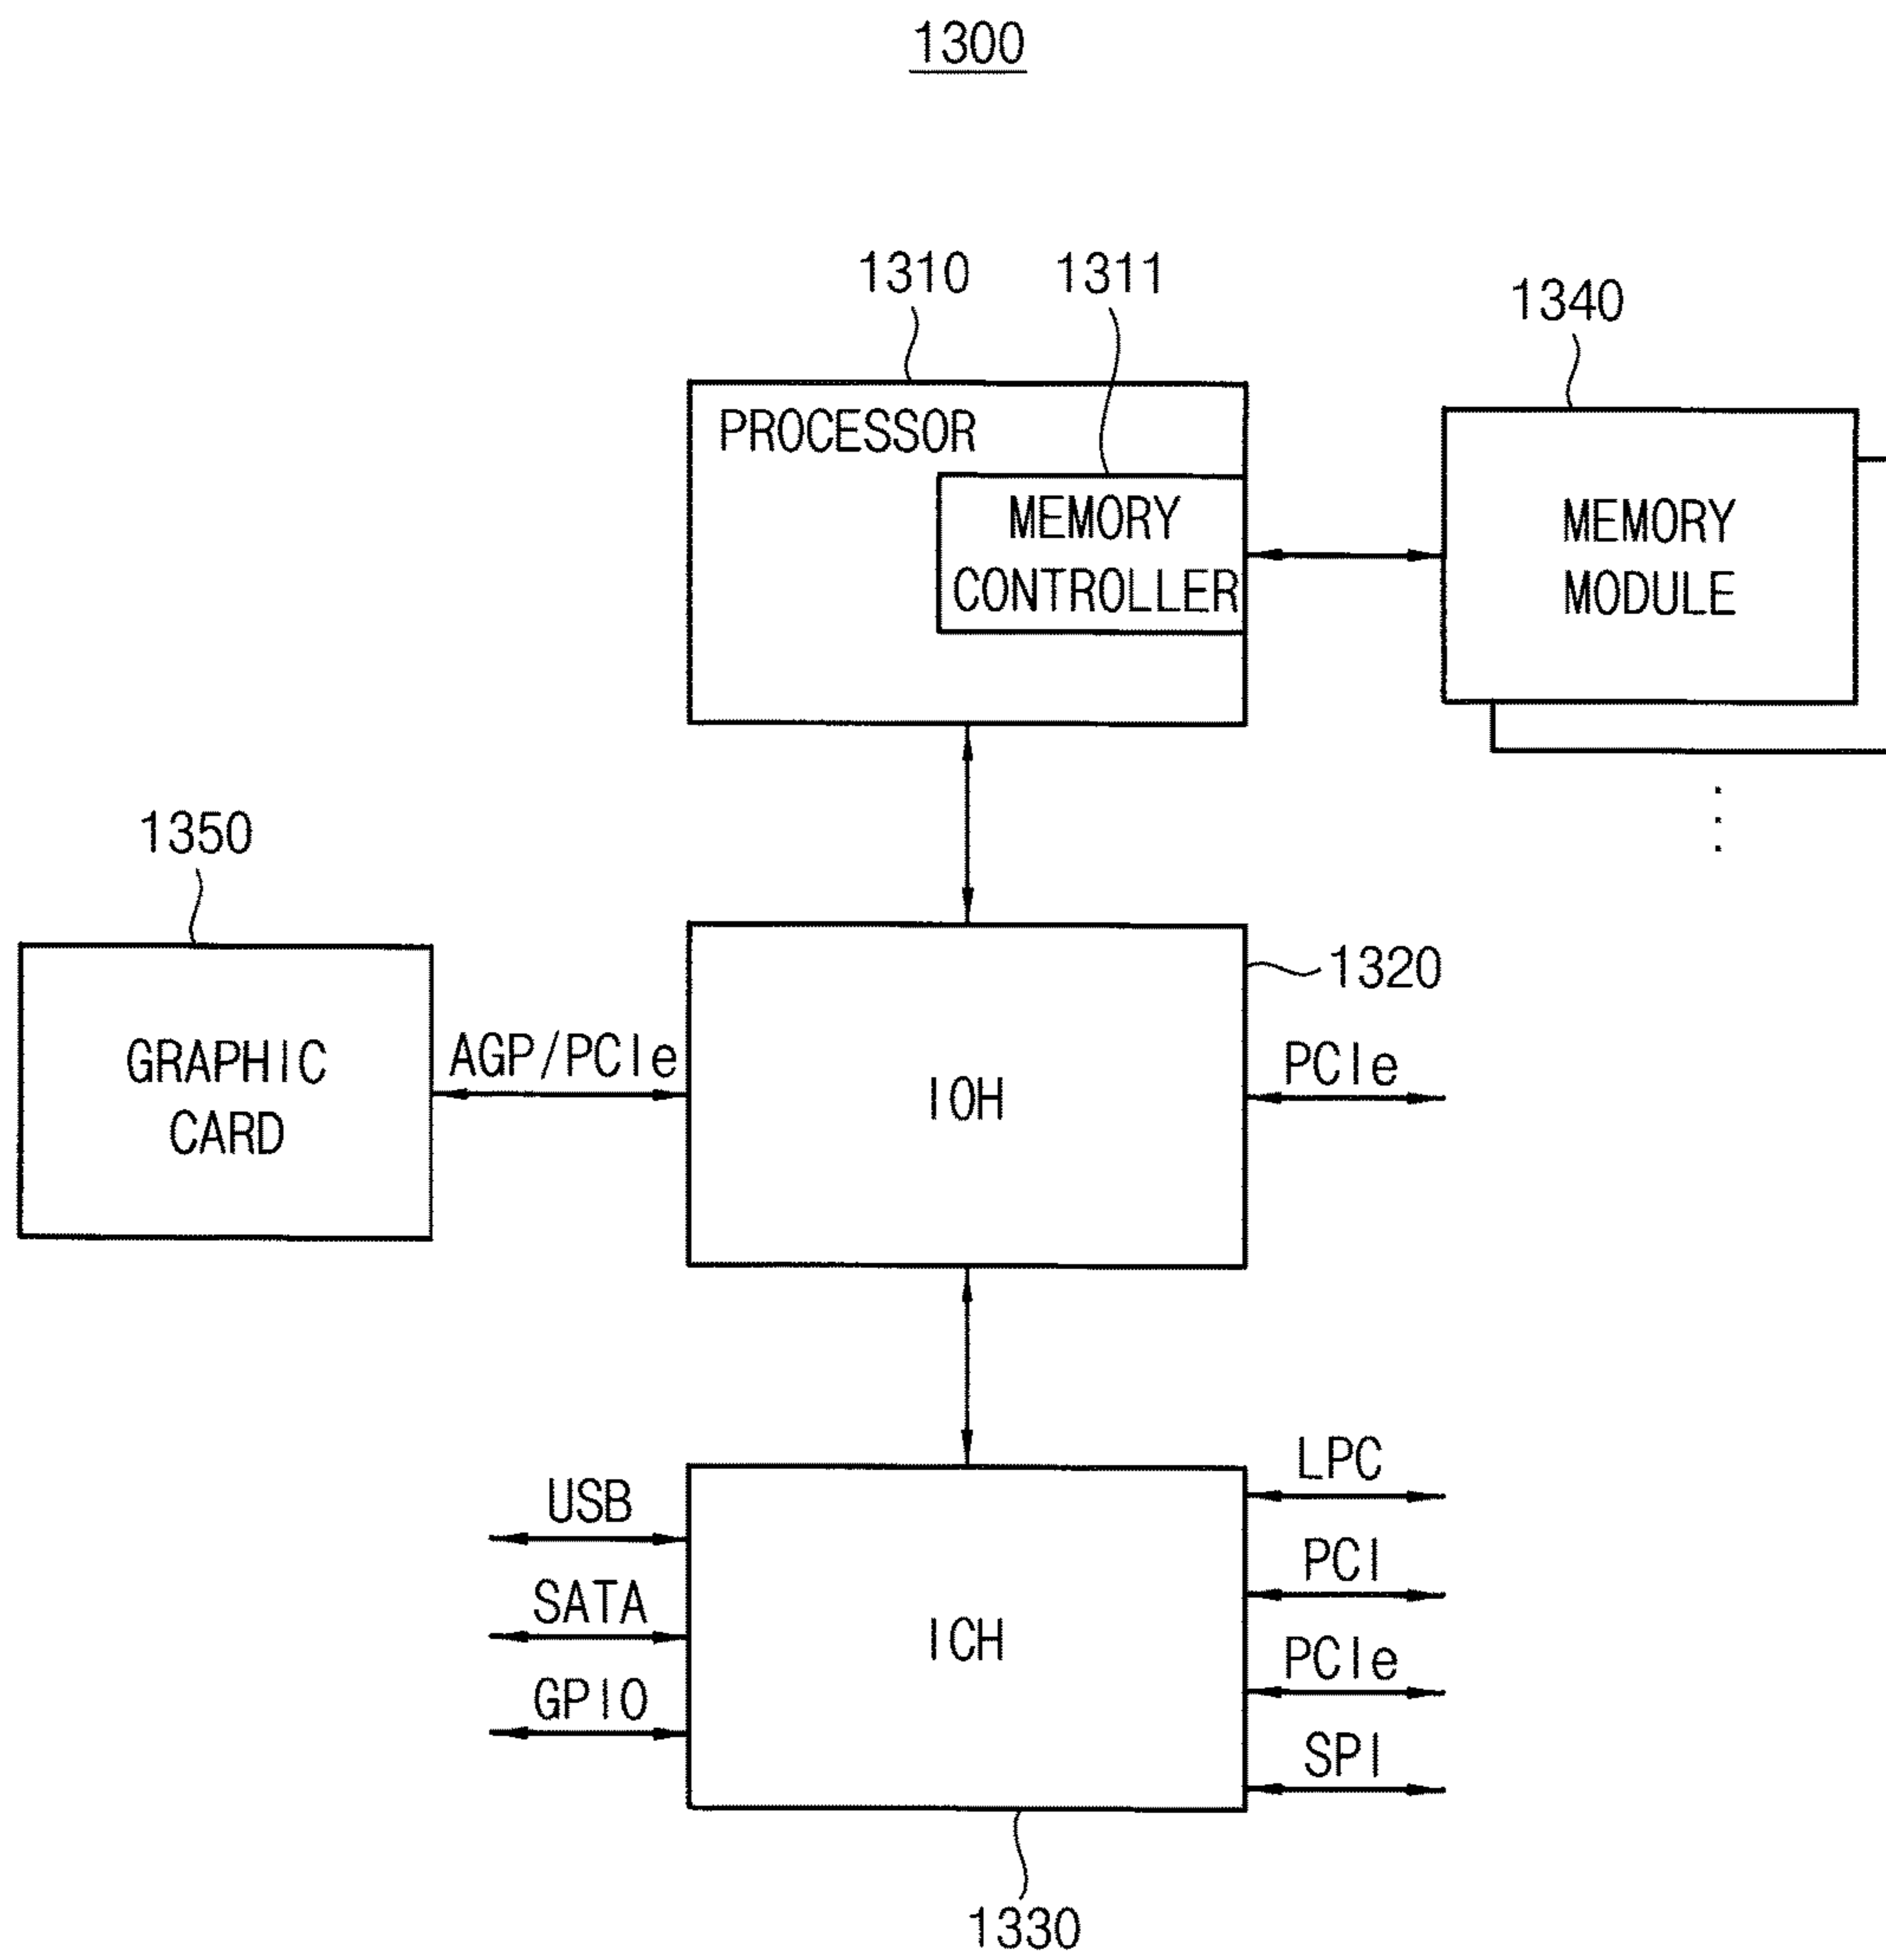 1300
1310
1311
1340
PROCESSOR
MEMORY
CONTROLLER
MEMORY
MODULE
1350
1320
GRAPHIC
CARD
AGP/PCIe
IOH
PCIe
USB
SATA
GPIO
ICH
LPC
PCI
PCIe
SPI
1330